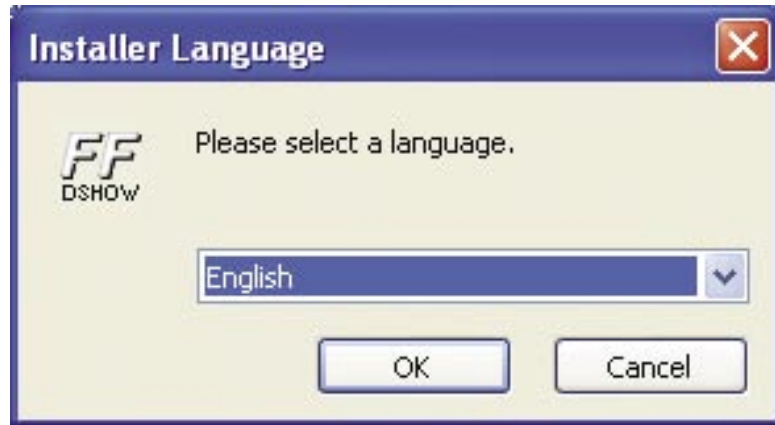 Installer Language
FF
DSHOW
Please select a language.
English
OK
Cancel